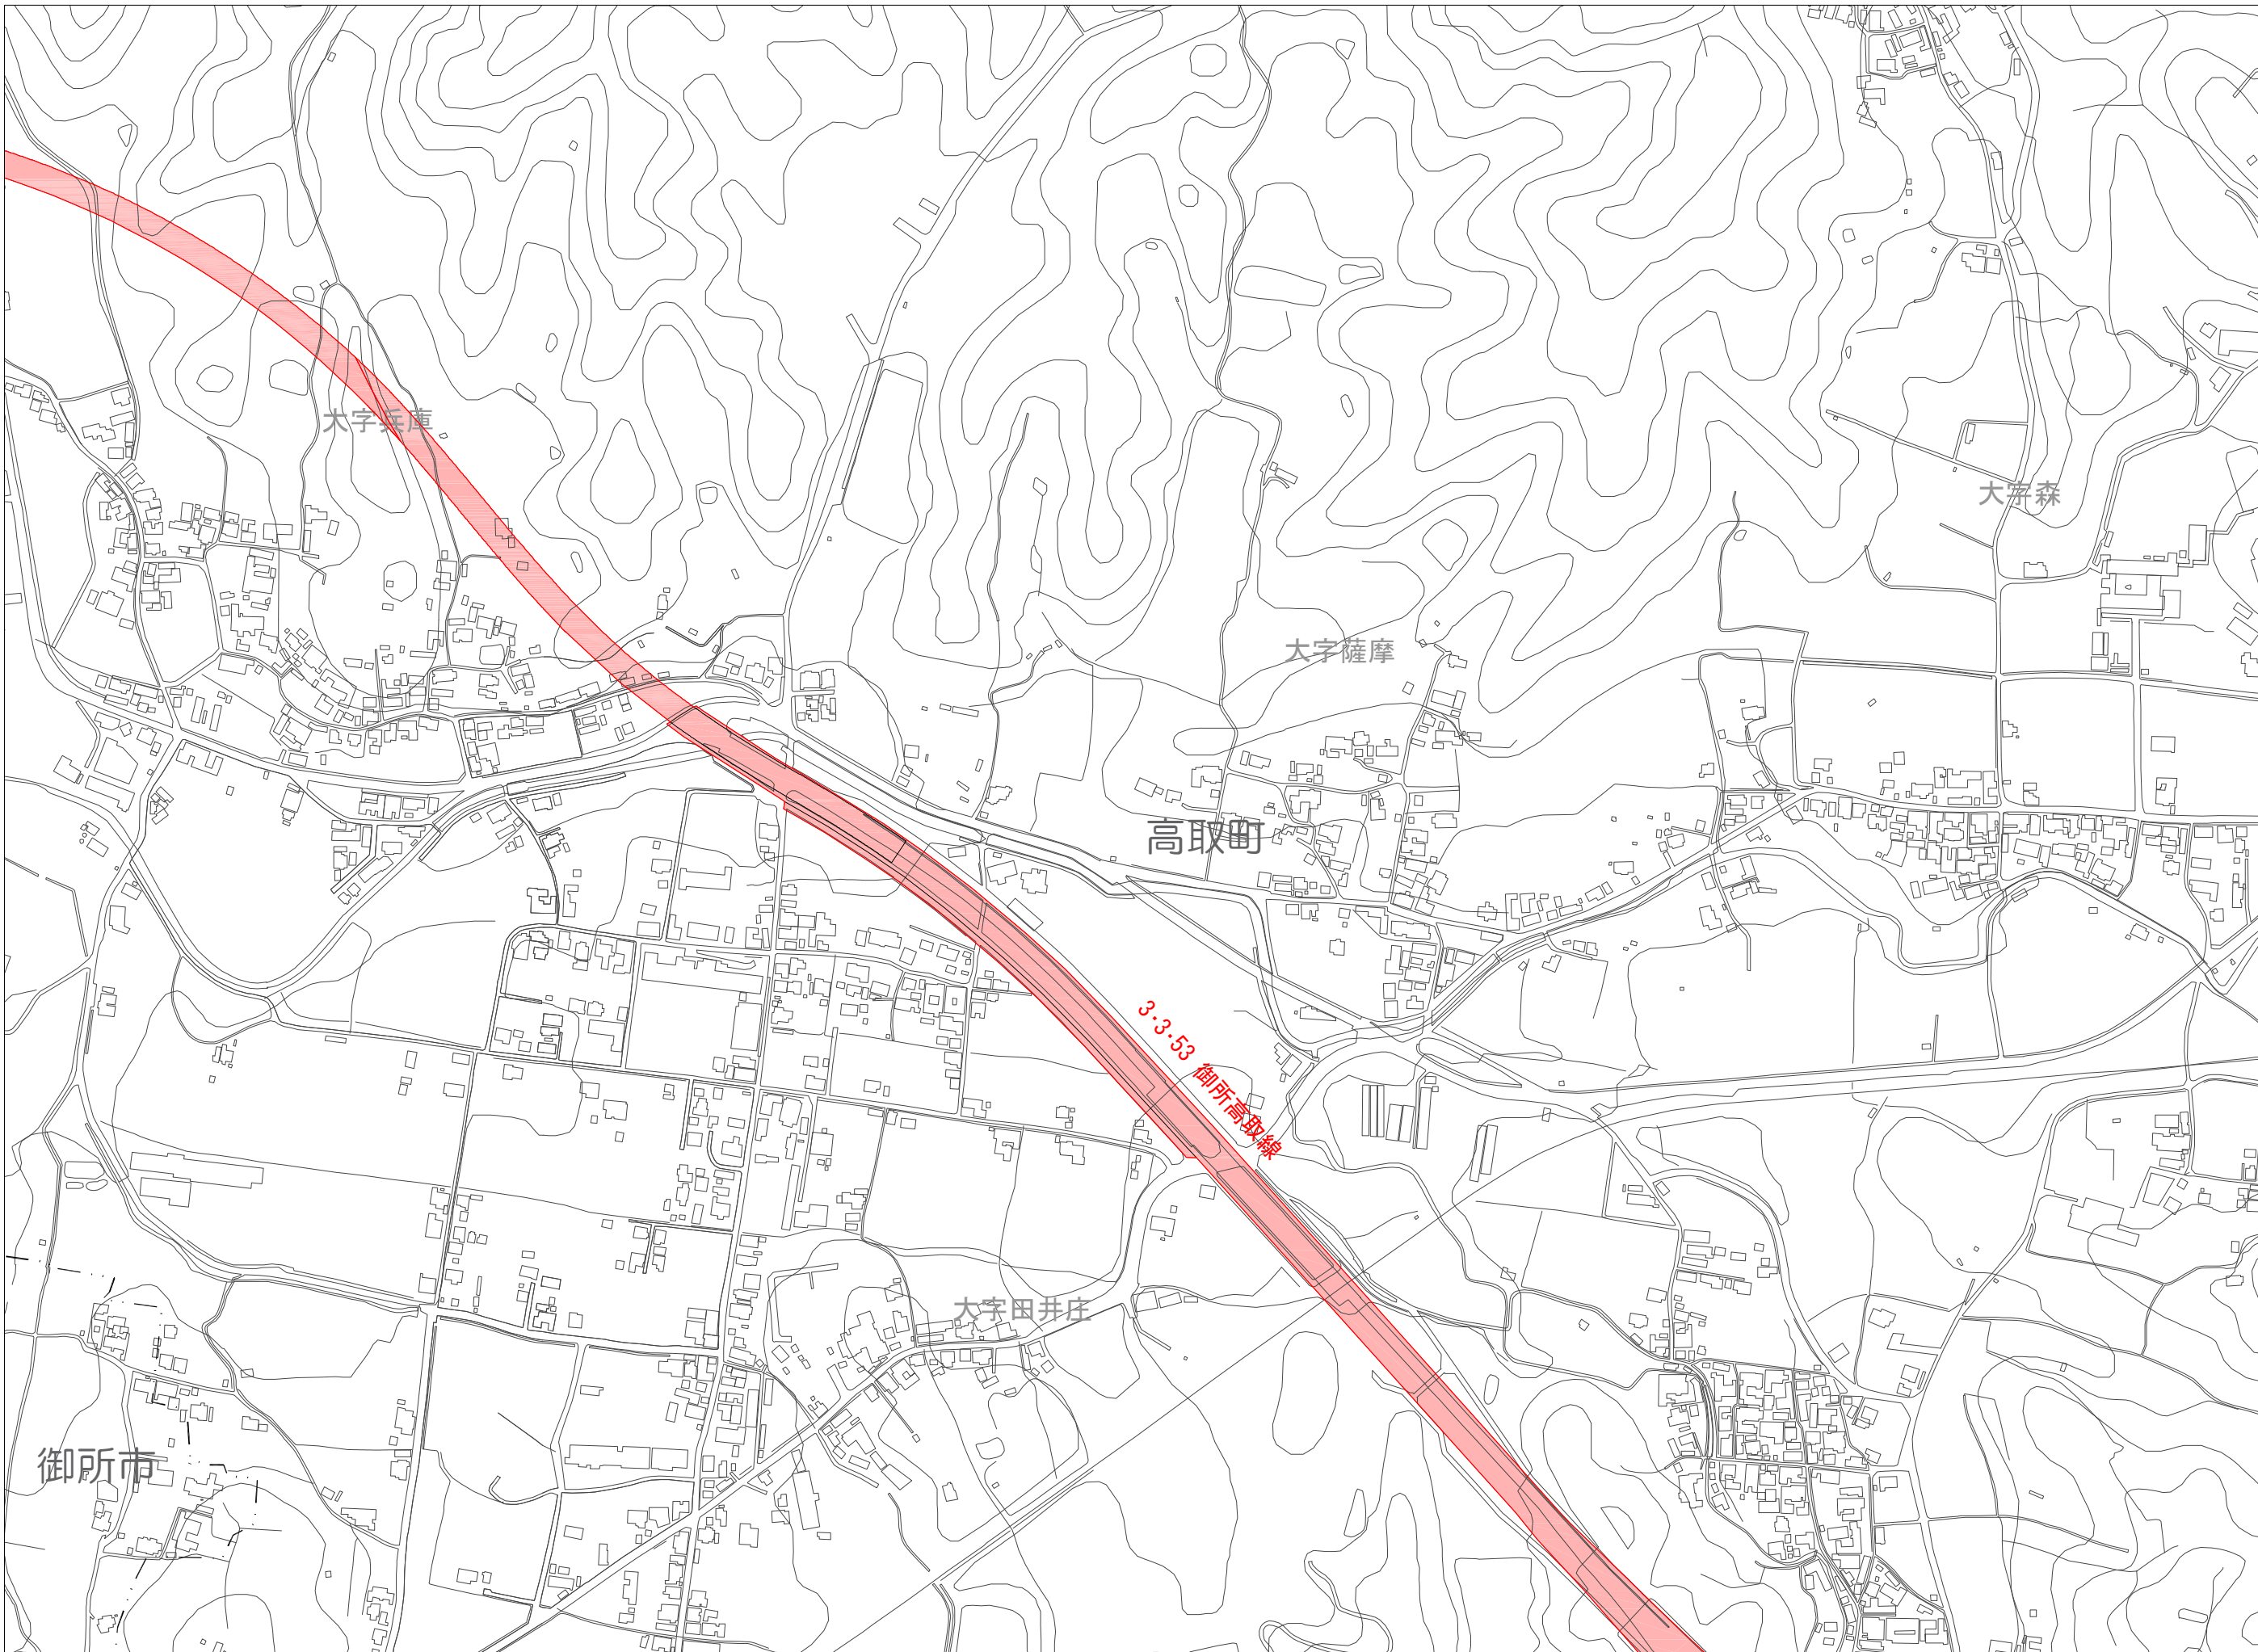 大字兵庫
大字森
大字薩摩
高取町
3・3・53 御所高取線
大字田井庄
御所市